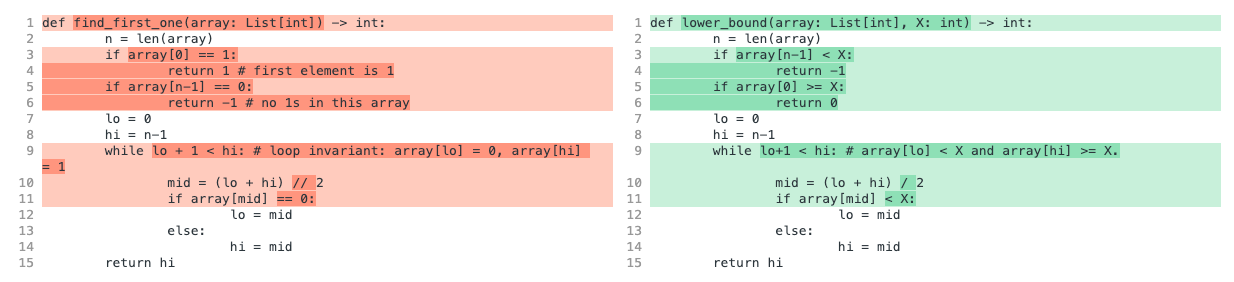 1 def find_first_one(array: List[int]) -> int:
2 n = len(array)
3 if array[0] == 1:
4 return 1 # first element is 1
5 if array[n-1] == 0:
6 return -1 # no 1s in this array
7 lo = 0
8 hi = n-1
9 while lo + 1 < hi: # loop invariant: array[lo] = 0, array[hi]
= 1
10 mid = (lo + hi) // 2
11 if array[mid] == 0:
12 lo = mid
13 else:
14 hi = mid
15 return hi
1 def lower_bound(array: List[int], X: int) -> int:
2 n = len(array)
3 if array[n-1] < X:
4 return -1
5 if array[0] >= X:
6 return 0
7 lo = 0
8 hi = n-1
9 while lo+1 < hi: # array[lo] < X and array[hi] >= X.
10 mid = (lo + hi) / 2
11 if array[mid] < X:
12 lo = mid
13 else:
14 hi = mid
15 return hi